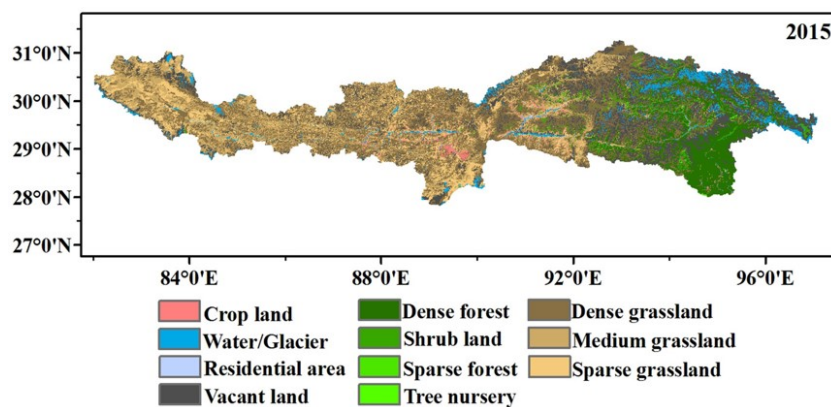 2015
31°0'N
30°0'N
29°0'N
28°0'N
27°0'N
84°0'E 88°0'E 92°0'E 96°0'E
Crop land Dense forest Dense grassland
Water/Glacier Shrub land Medium grassland
Residential area Sparse forest Sparse grassland
Vacant land Tree nursery